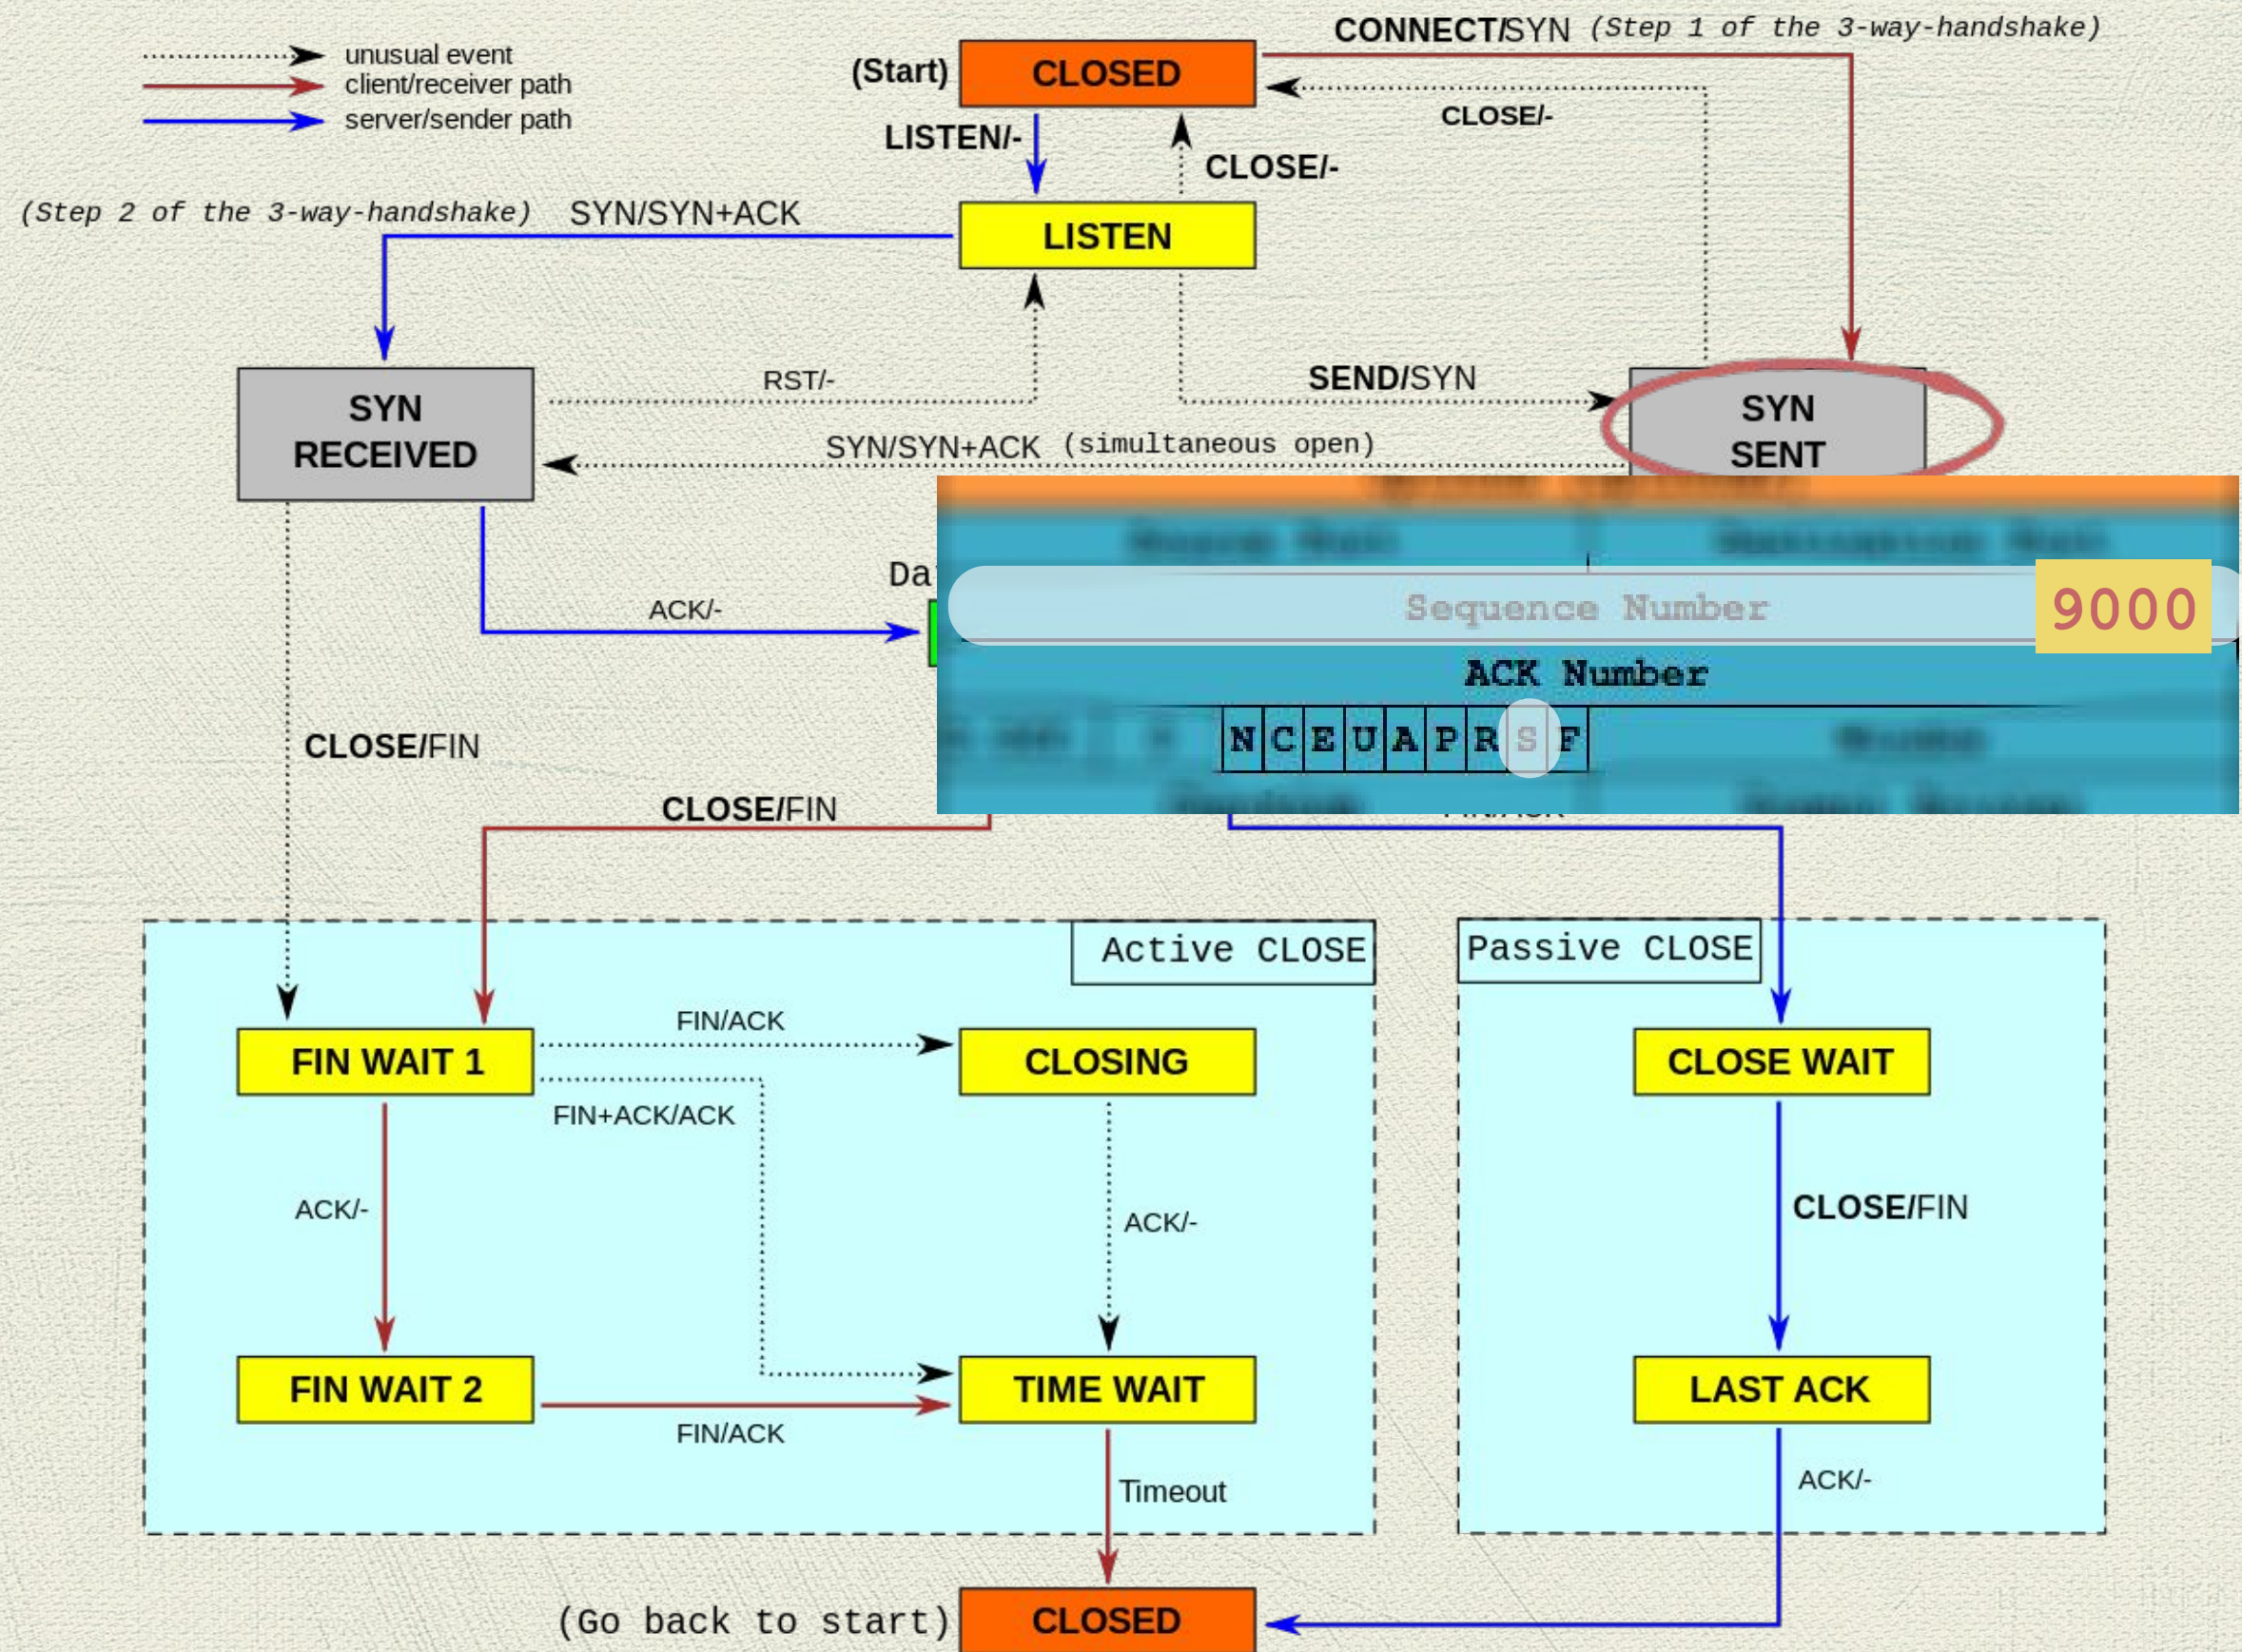 CONNECT/SYN (Step 1 of the 3-way-handshake)
unusual event
client/receiver path
server/sender path
(Start)
CLOSED
CLOSE/-
LISTEN/-
CLOSE/-
(Step 2 of the 3-way-handshake) SYN/SYN+ACK
LISTEN
RST/-
SEND/SYN
SYN
RECEIVED
SYN
SENT
SYN/SYN+ACK (simultaneous open)
Da
Sequence Number
9000
ACK/-
ACK Number
N C E U A P R S F
CLOSE/FIN
CLOSE/FIN
Active CLOSE
Passive CLOSE
FIN/ACK
FIN WAIT 1
CLOSING
CLOSE WAIT
FIN+ACK/ACK
ACK/-
ACK/-
CLOSE/FIN
FIN WAIT 2
TIME WAIT
LAST ACK
FIN/ACK
Timeout
ACK/-
(Go back to start)
CLOSED